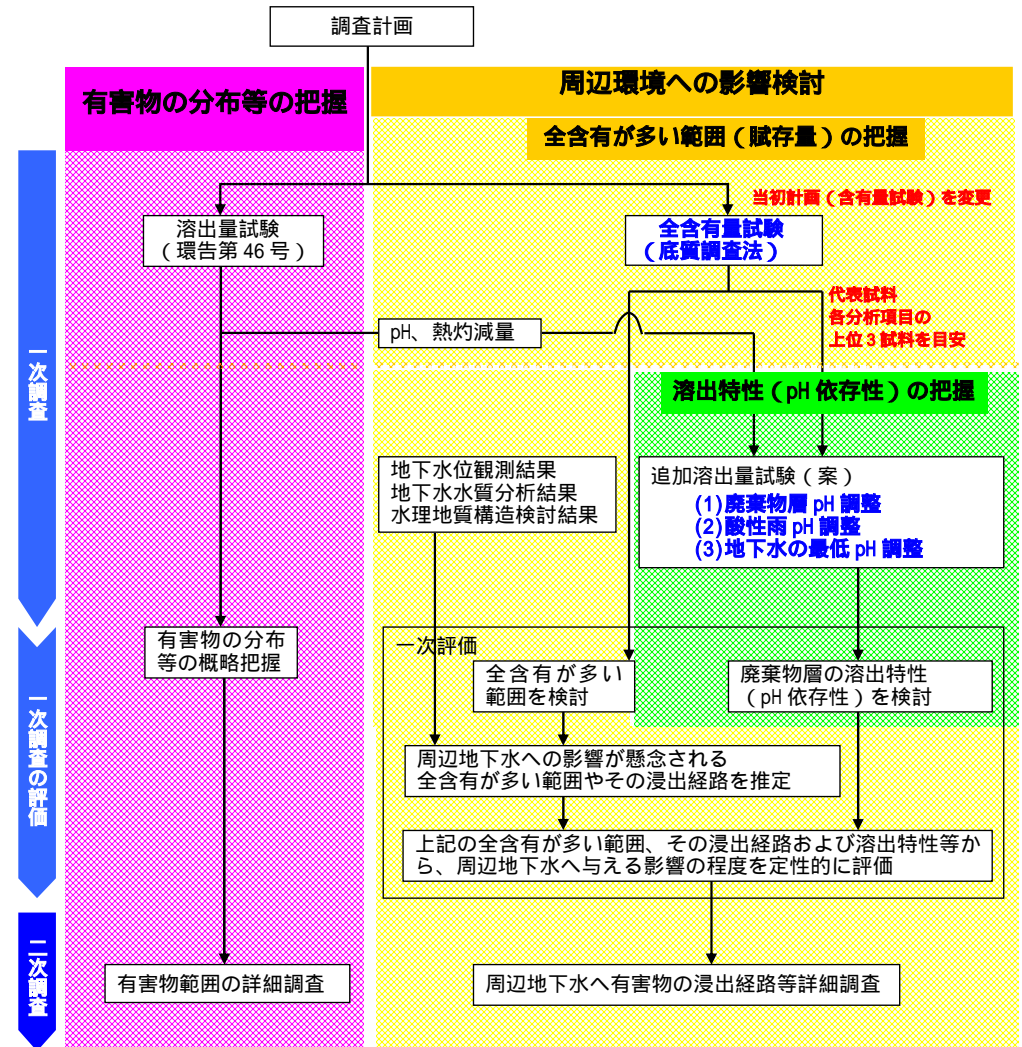 調査計画
有害物の分布等の把握
周辺環境への影響検討
全含有が多い範囲（賦存量）の把握
当初計画（含有量試験）を変更
溶出量試験
（環告第46号）
全含有量試験
（底質調査法）
代表試料
各分析項目の
上位3試料を目安
pH、熱灼減量
一次調査
溶出特性（pH依存性）の把握
地下水位観測結果
地下水水質分析結果
水理地質構造検討結果
追加溶出量試験（案）
(1)廃棄物層pH調整
(2)酸性雨pH調整
(3)地下水の最低pH調整
有害物の分布
等の概略把握
一次評価
全含有が多い
範囲を検討
廃棄物層の溶出特性
（pH依存性）を検討
一次調査の評価
周辺地下水への影響が懸念される
全含有が多い範囲やその浸出経路を推定
上記の全含有が多い範囲、その浸出経路および溶出特性等か
ら、周辺地下水へ与える影響の程度を定性的に評価
二次調査
有害物範囲の詳細調査
周辺地下水へ有害物の浸出経路等詳細調査